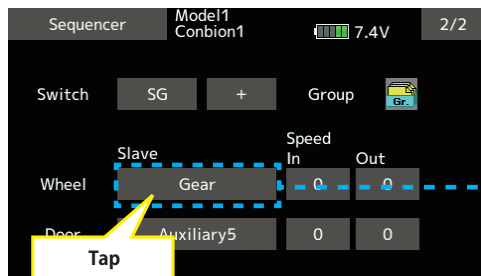 Sequencer
Model1
Conbion1
7.4V
2/2
Switch
SG
+
Group
Gr.
Slave
Speed
In
Out
Wheel
Gear
0
0
Door
Auxiliary5
0
0
Tap